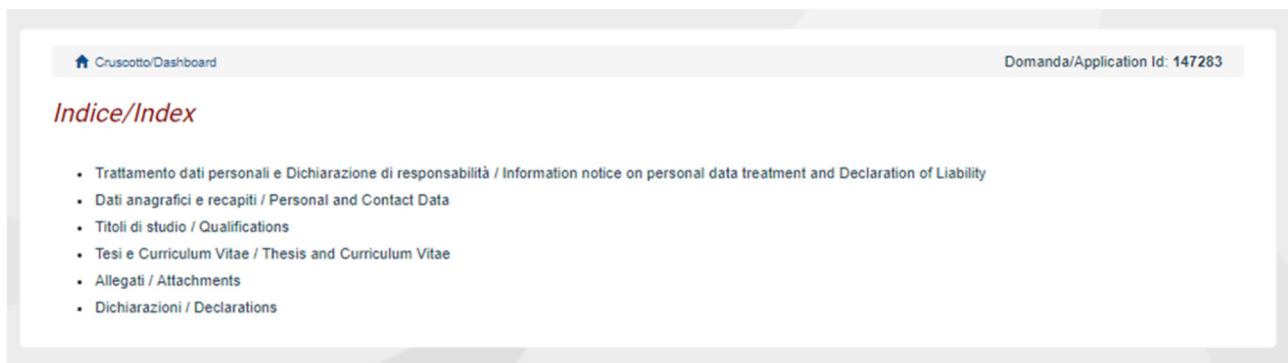 Cruscotto/Dashboard
Domanda/Application Id: 147283
Indice/Index
Trattamento dati personali e Dichiarazione di responsabilità / Information notice on personal data treatment and Declaration of Liability
Dati anagrafici e recapiti / Personal and Contact Data
Titoli di studio / Qualifications
Tesi e Curriculum Vitae / Thesis and Curriculum Vitae
Allegati / Attachments
Dichiarazioni / Declarations